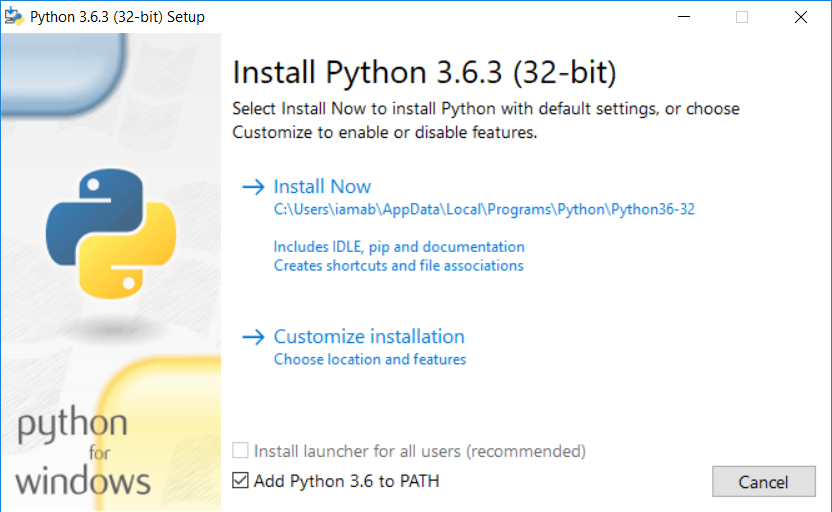 Python 3.6.3 (32-bit) Setup
Install Python 3.6.3 (32-bit)
Select Install Now to install Python with default settings, or choose
Customize to enable or disable features.
Install Now
C:\Users\iamab\AppData\Local\Programs\Python\Python36-32
Includes IDLE, pip and documentation
Creates shortcuts and file associations
Customize installation
Choose location and features
python
for
windows
Install launcher for all users (recommended)
Add Python 3.6 to PATH
Cancel